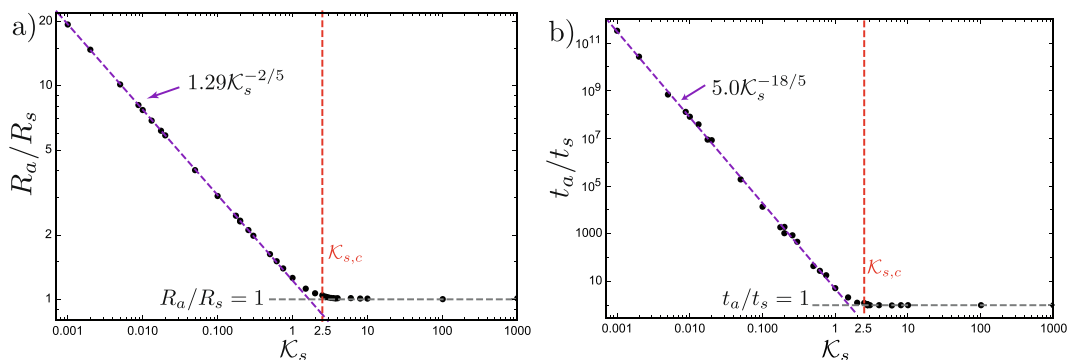 a)
20
10
5
2
1
R_a/R_s
1.29𝒦_s^{-2/5}
𝒦_{s,c}
R_a/R_s = 1
0.001 0.010 0.100 1 2.5 10 100 1000
𝒦_s
b)
10^11
10^9
10^7
10^5
1000
10
t_a/t_s
5.0𝒦_s^{-18/5}
𝒦_{s,c}
t_a/t_s = 1
0.001 0.010 0.100 1 2.5 10 100 1000
𝒦_s